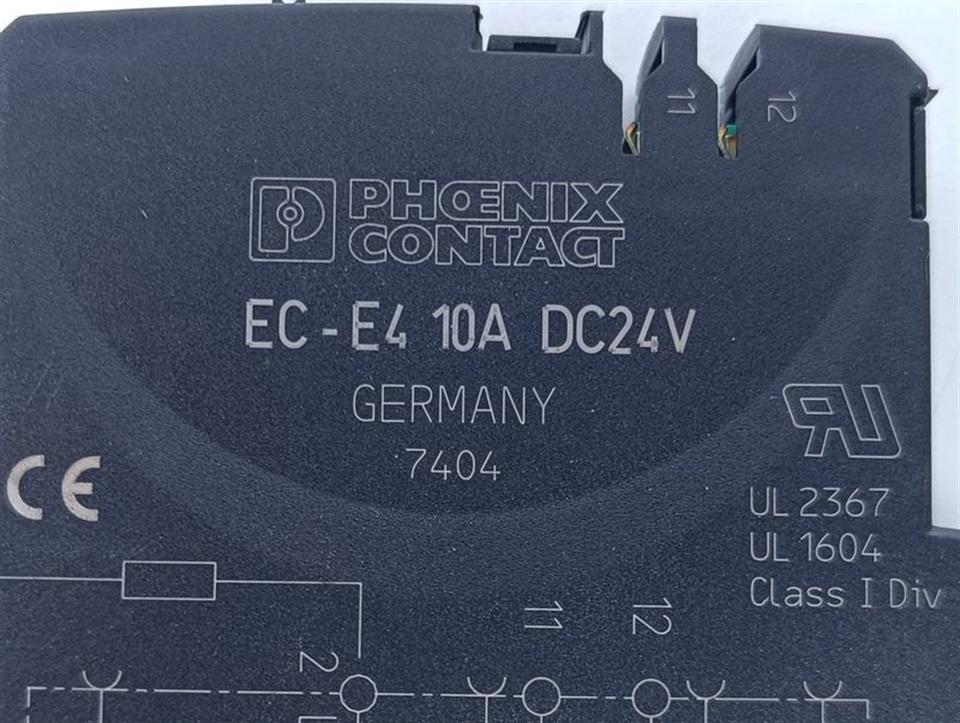 11
12
PHŒNIX
CONTACT
EC-E4 10A DC24V
GERMANY
7404
CE
UL 2367
UL 1604
Class I Div
11
12
2